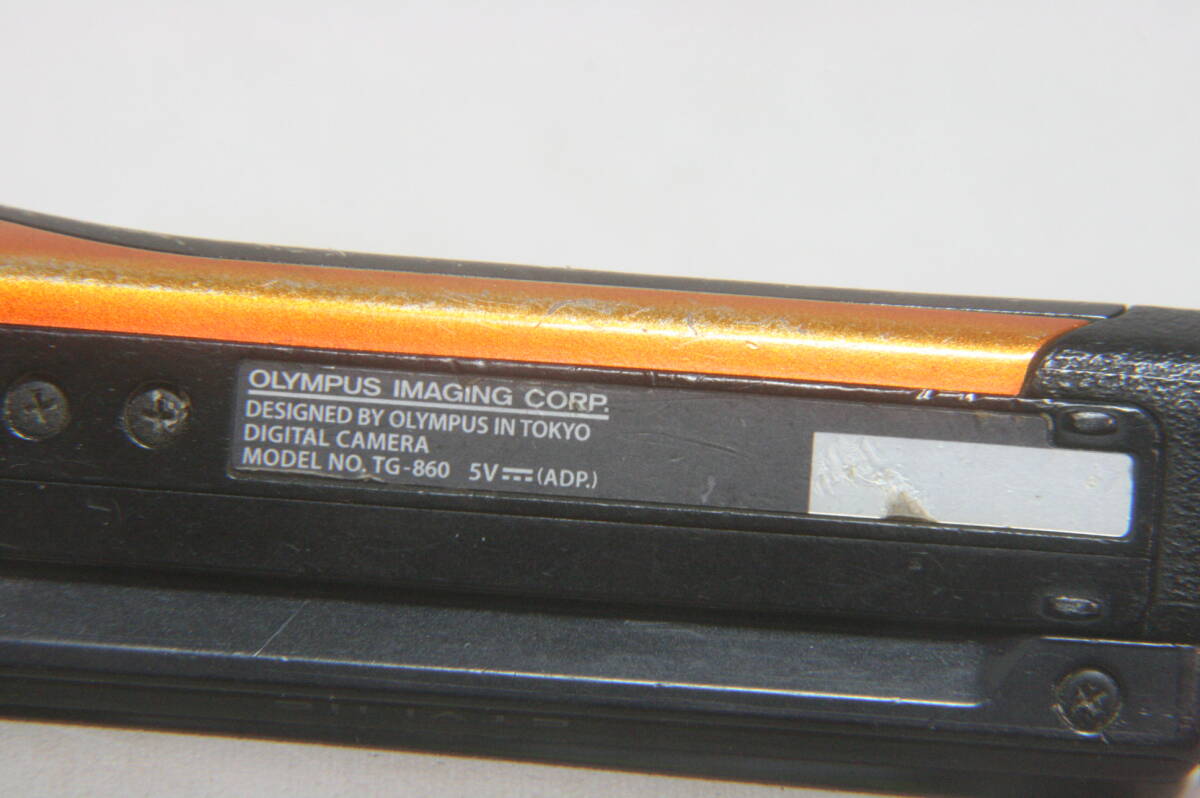 OLYMPUS IMAGING CORP.
DESIGNED BY OLYMPUS IN TOKYO
DIGITAL CAMERA
MODEL NO. TG-860 5V⎓(ADP.)